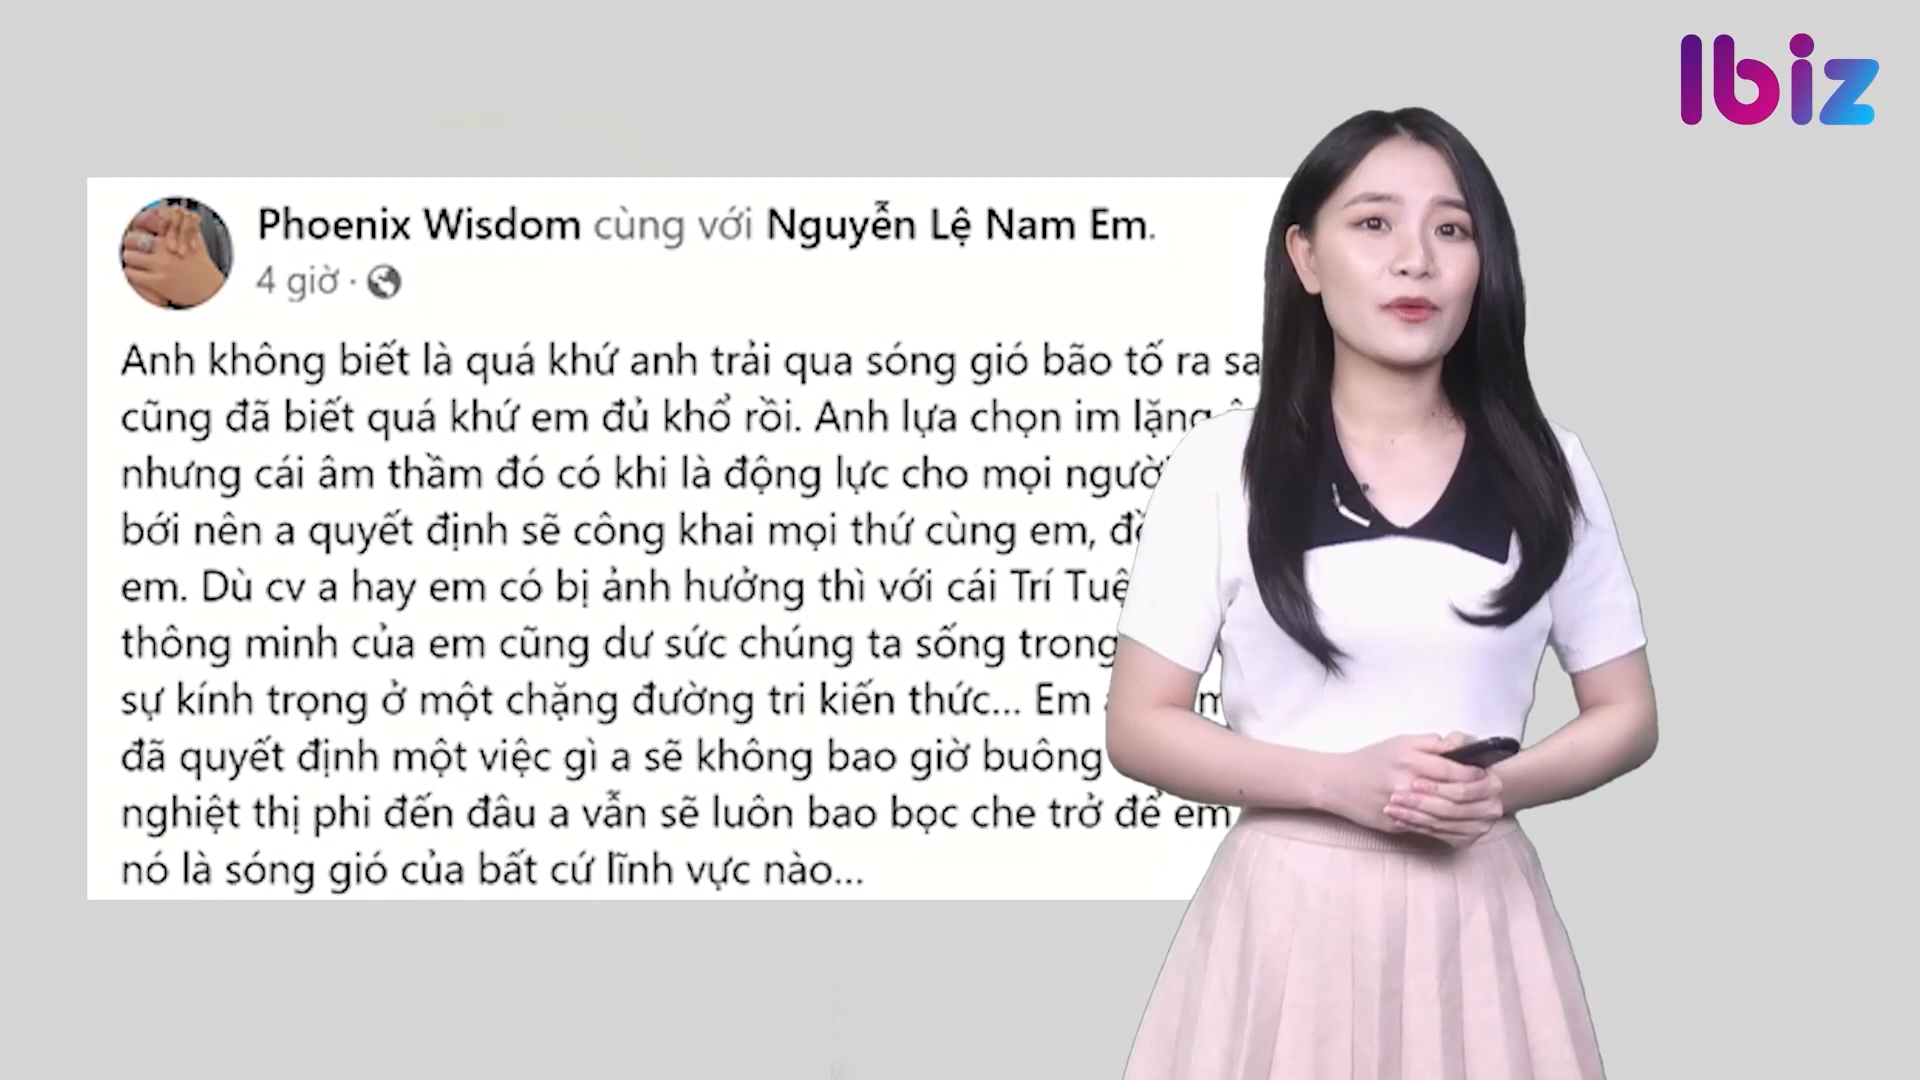 Ibiz
Phoenix Wisdom cùng với Nguyễn Lệ Nam Em.
4 giờ ·
Anh không biết là quá khứ anh trải qua sóng gió bão tố ra
cũng đã biết quá khứ em đủ khổ rồi. Anh lựa chọn im lặng
nhưng cái âm thầm đó có khi là động lực cho mọi người
bới nên a quyết định sẽ công khai mọi thứ cùng em,
em. Dù cv a hay em có bị ảnh hưởng thì với cái Trí Tuệ
thông minh của em cũng dư sức chúng ta sống trong
sự kính trọng ở một chặng đường tri kiến thức... Em
đã quyết định một việc gì a sẽ không bao giờ buông
nghiệt thị phi đến đâu a vẫn sẽ luôn bao bọc che trở để em
nó là sóng gió của bất cứ lĩnh vực nào...